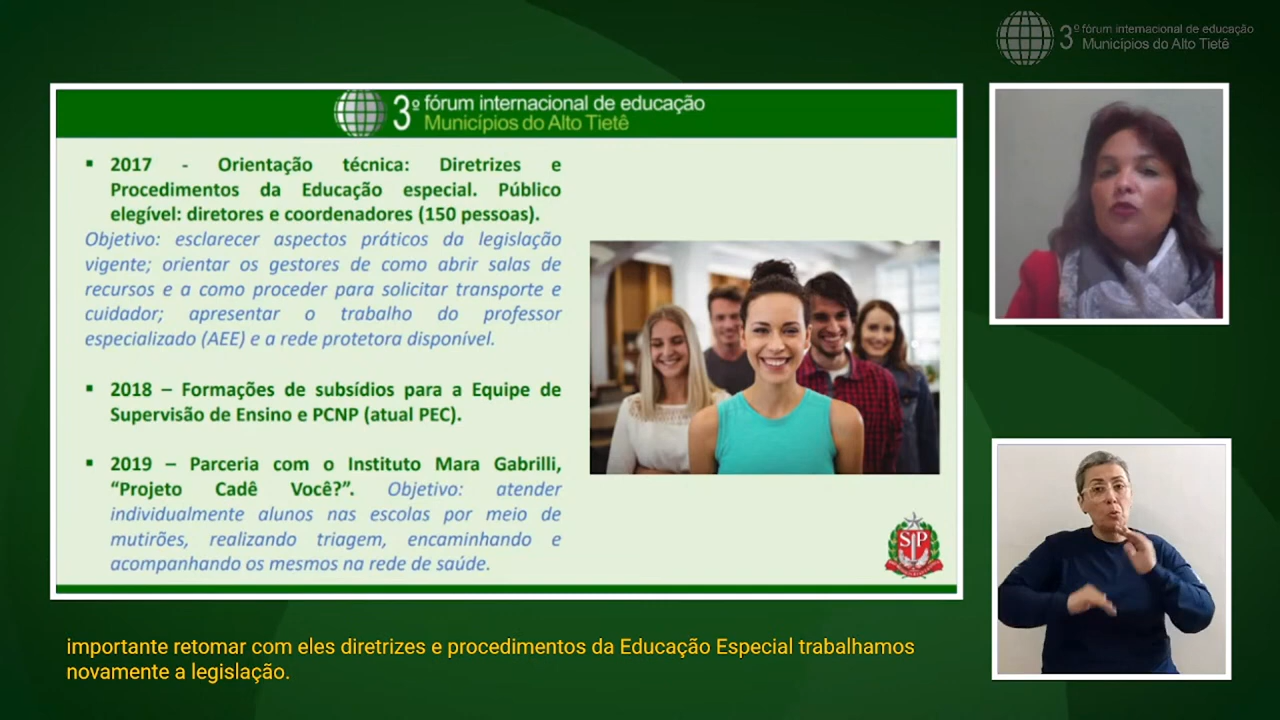 3º fórum internacional de educação
Municípios do Alto Tietê
3º fórum internacional de educação
Municípios do Alto Tietê
▪ 2017 - Orientação técnica: Diretrizes e
Procedimentos da Educação especial. Público
elegível: diretores e coordenadores (150 pessoas).
Objetivo: esclarecer aspectos práticos da legislação
vigente; orientar os gestores de como abrir salas de
recursos e a como proceder para solicitar transporte e
cuidador; apresentar o trabalho do professor
especializado (AEE) e a rede protetora disponível.
▪ 2018 – Formações de subsídios para a Equipe de
Supervisão de Ensino e PCNP (atual PEC).
▪ 2019 – Parceria com o Instituto Mara Gabrilli,
“Projeto Cadê Você?”. Objetivo: atender
individualmente alunos nas escolas por meio de
mutirões, realizando triagem, encaminhando e
acompanhando os mesmos na rede de saúde.
SP
importante retomar com eles diretrizes e procedimentos da Educação Especial trabalhamos
novamente a legislação.